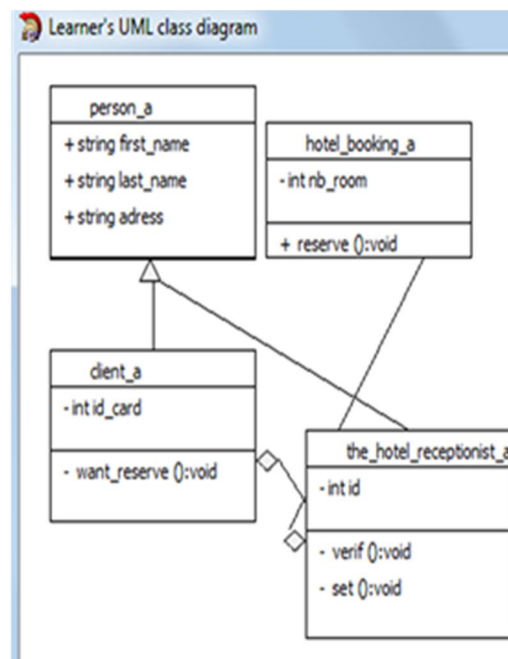 Learner's UML class diagram
person_a
+ string first_name
+ string last_name
+ string adress
hotel_booking_a
- int nb_room
+ reserve ():void
client_a
- int id_card
- want_reserve ():void
the_hotel_receptionist_a
- int id
- verif ():void
- set ():void